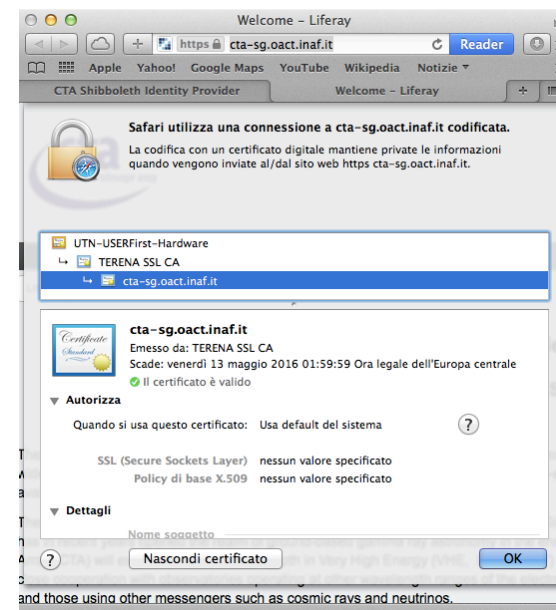 Welcome – Liferay
https cta-sg.oact.inaf.it
Reader
Apple Yahoo! Google Maps YouTube Wikipedia Notizie
CTA Shibboleth Identity Provider
Welcome – Liferay
Safari utilizza una connessione a cta-sg.oact.inaf.it codificata.
La codifica con un certificato digitale mantiene private le informazioni
quando vengono inviate al/dal sito web https cta-sg.oact.inaf.it.
UTN-USERFirst-Hardware
TERENA SSL CA
cta-sg.oact.inaf.it
Certificate
Standard
cta-sg.oact.inaf.it
Emesso da: TERENA SSL CA
Scade: venerdì 13 maggio 2016 01:59:59 Ora legale dell'Europa centrale
Il certificato è valido
Autorizza
Quando si usa questo certificato: Usa default del sistema ?
SSL (Secure Sockets Layer) nessun valore specificato
Policy di base X.509 nessun valore specificato
Dettagli
Nome soggetto
? Nascondi certificato OK
and those using other messengers such as cosmic rays and neutrinos.